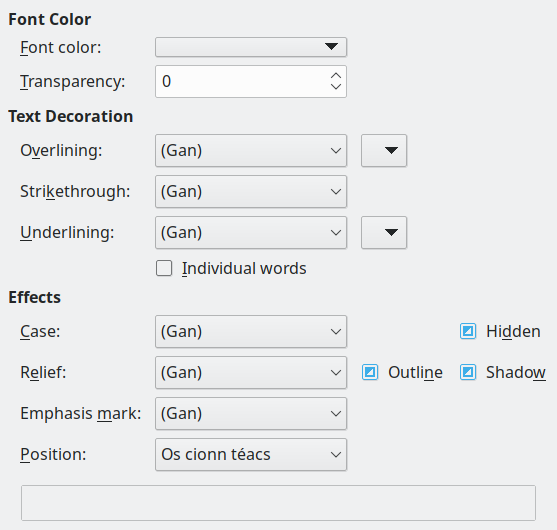 Font Color
Font color:
Transparency: 0
Text Decoration
Overlining: (Gan)
Strikethrough: (Gan)
Underlining: (Gan)
Individual words
Effects
Case: (Gan) Hidden
Relief: (Gan) Outline Shadow
Emphasis mark: (Gan)
Position: Os cionn téacs